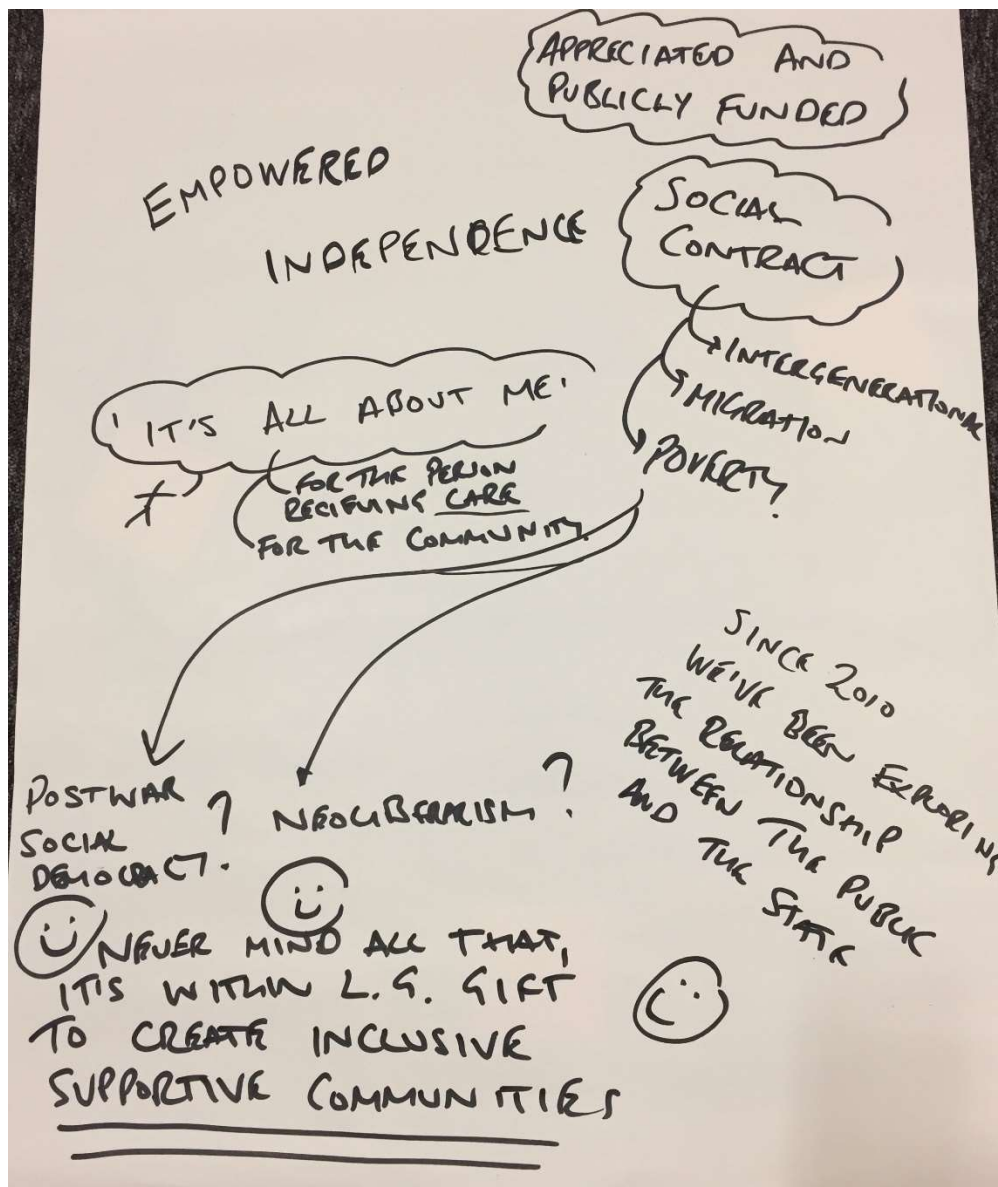 APPRECIATED AND
PUBLICLY FUNDED
EMPOWERED
INDEPENDENCE
SOCIAL
CONTRACT
INTERGENERATIONAL
MIGRATION
POVERTY
'IT'S ALL ABOUT ME'
FOR THE PERSON
RECIEVING CARE
FOR THE COMMUNITY
SINCE 2010
WE'VE BEEN EXPLORING
THE RELATIONSHIP
BETWEEN THE PUBLIC
AND THE STATE
POSTWAR
SOCIAL
DEMOCRACY?
NEOLIBERALISM?
NEVER MIND ALL THAT,
IT'S WITHIN L.G. GIFT
TO CREATE INCLUSIVE
SUPPORTIVE COMMUNITIES